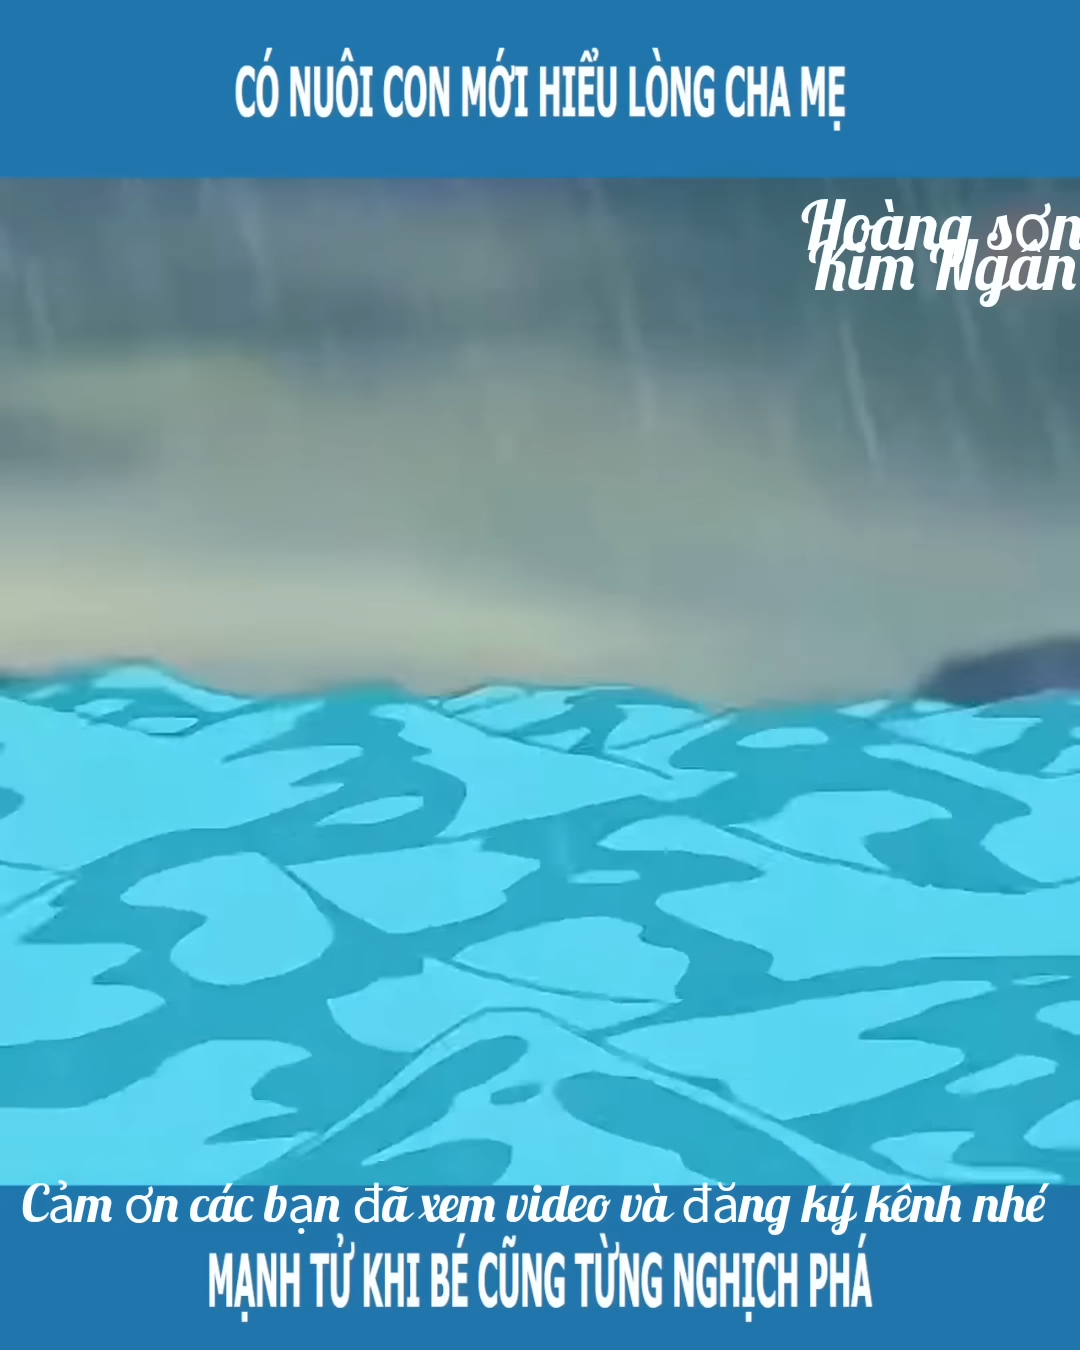 CÓ NUÔI CON MỚI HIỂU LÒNG CHA MẸ
Hoàng sơn
Kim Ngân
Cảm ơn các bạn đã xem video và đăng ký kênh nhé
MẠNH TỬ KHI BÉ CŨNG TỪNG NGHỊCH PHÁ